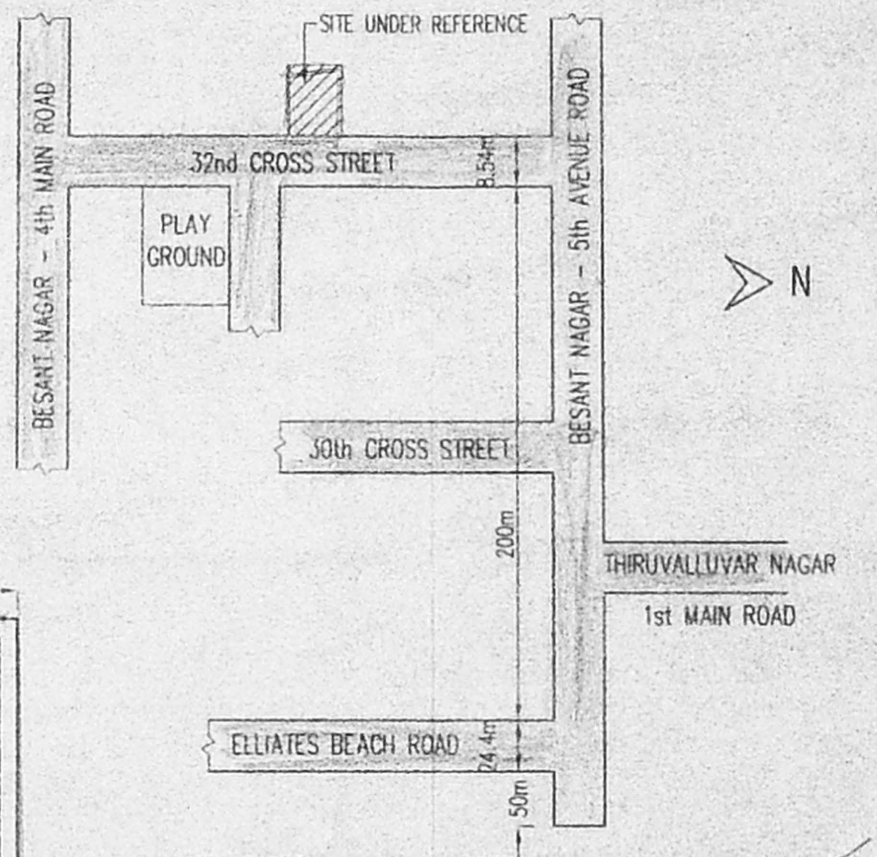 SITE UNDER REFERENCE
BESANT NAGAR - 4th MAIN ROAD
32nd CROSS STREET
8.54m
BESANT NAGAR - 5th AVENUE ROAD
PLAY
GROUND
N
30th CROSS STREET
200m
THIRUVALLUVAR NAGAR
1st MAIN ROAD
ELLIATES BEACH ROAD
24.4m
50m